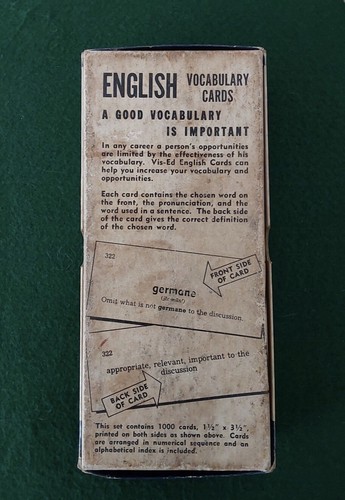 ENGLISH VOCABULARY CARDS
A GOOD VOCABULARY
IS IMPORTANT
In any career a person's opportunities
are limited by the effectiveness of his
vocabulary. Vis-Ed English Cards can
help you increase your vocabulary and
opportunities.
Each card contains the chosen word on
the front, the pronunciation, and the
word used in a sentence. The back side
of the card gives the correct definition
of the chosen word.
322
FRONT SIDE
OF CARD
germane
Omit what is not germane to the discussion.
322
appropriate, relevant, important to the
discussion
BACK SIDE
OF CARD
This set contains 1000 cards, 1½" x 3½",
printed on both sides as shown above. Cards
are arranged in numerical sequence and an
alphabetical index is included.